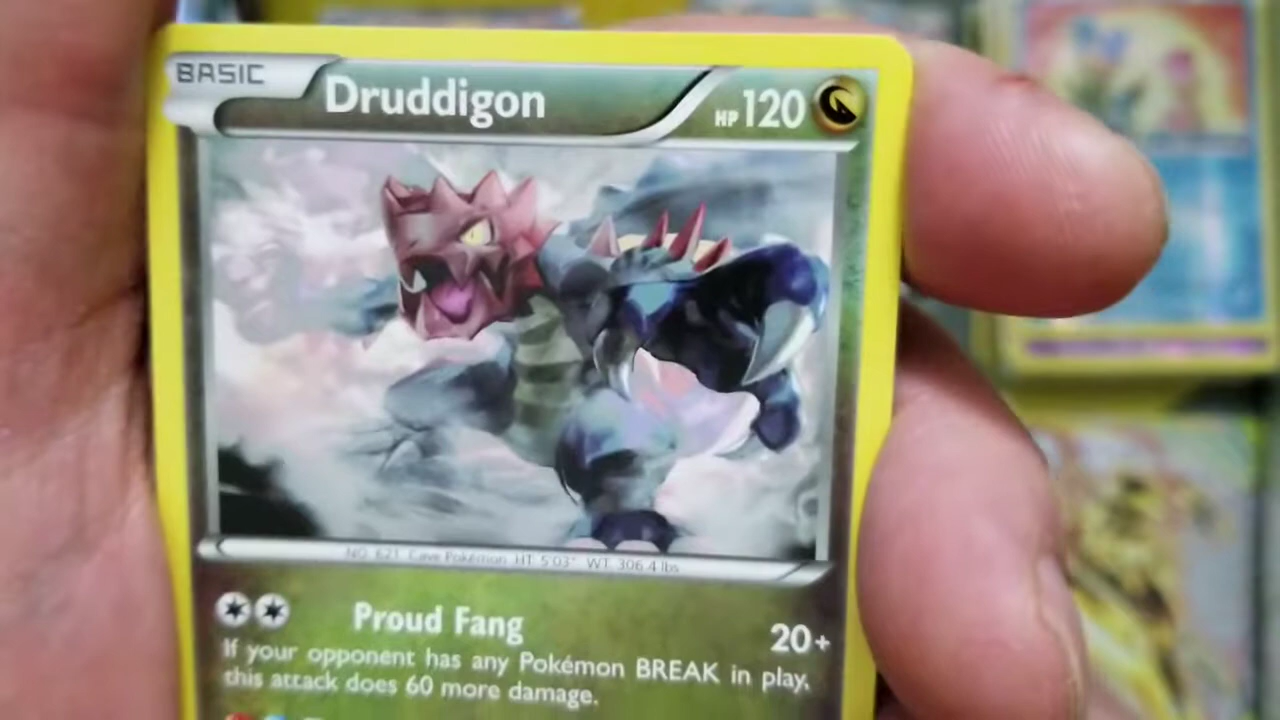 BASIC
Druddigon
HP 120
NO. 621 Cave Pokémon HT 5'03" WT 306.4 lbs
Proud Fang
20+
If your opponent has any Pokémon BREAK in play,
this attack does 60 more damage.